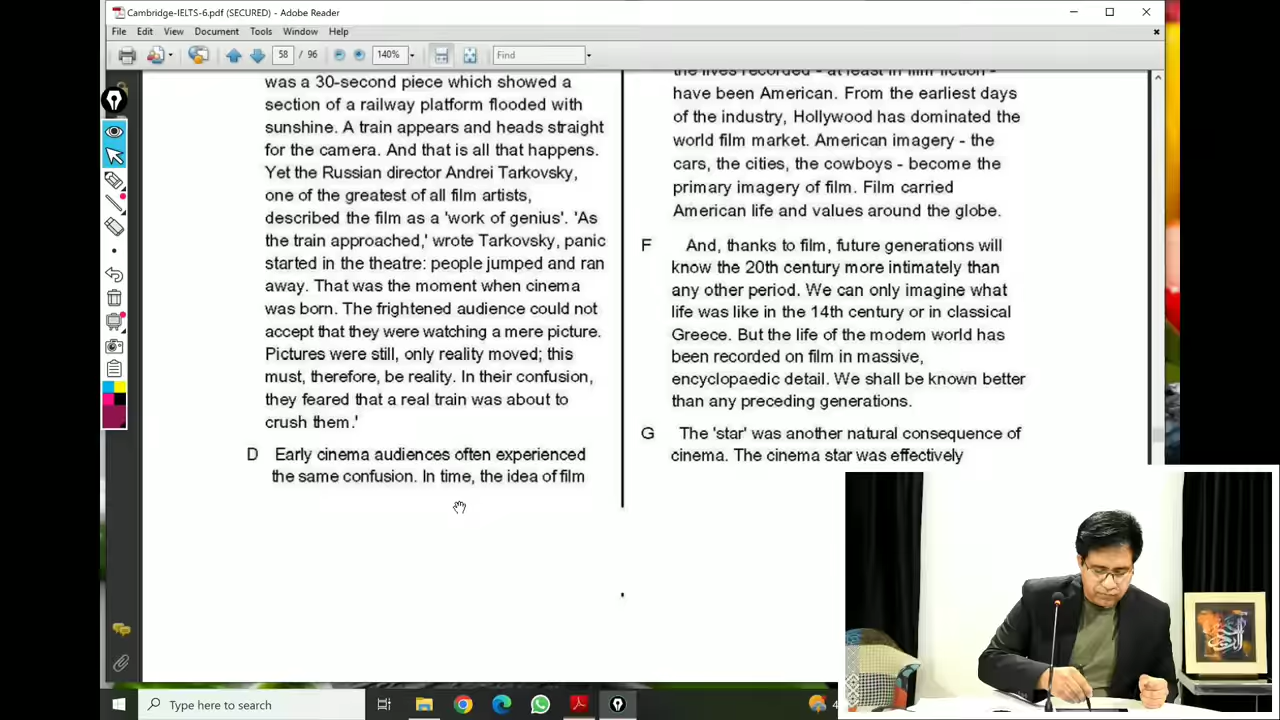 Cambridge-IELTS-6.pdf (SECURED) - Adobe Reader
File Edit View Document Tools Window Help
58 / 96 140% Find
was a 30-second piece which showed a
section of a railway platform flooded with
sunshine. A train appears and heads straight
for the camera. And that is all that happens.
Yet the Russian director Andrei Tarkovsky,
one of the greatest of all film artists,
described the film as a 'work of genius'. 'As
the train approached,' wrote Tarkovsky, panic
started in the theatre: people jumped and ran
away. That was the moment when cinema
was born. The frightened audience could not
accept that they were watching a mere picture.
Pictures were still, only reality moved; this
must, therefore, be reality. In their confusion,
they feared that a real train was about to
crush them.'
D Early cinema audiences often experienced
the same confusion. In time, the idea of film
the lives recorded - at least in film fiction -
have been American. From the earliest days
of the industry, Hollywood has dominated the
world film market. American imagery - the
cars, the cities, the cowboys - become the
primary imagery of film. Film carried
American life and values around the globe.
F And, thanks to film, future generations will
know the 20th century more intimately than
any other period. We can only imagine what
life was like in the 14th century or in classical
Greece. But the life of the modem world has
been recorded on film in massive,
encyclopaedic detail. We shall be known better
than any preceding generations.
G The 'star' was another natural consequence of
cinema. The cinema star was effectively
Type here to search